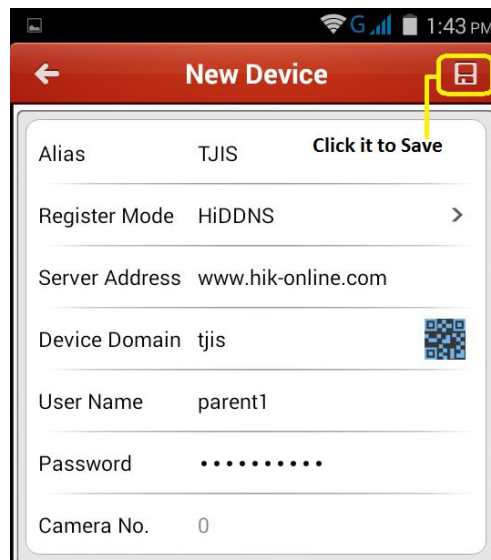 G 1:43 PM
New Device
Click it to Save
Alias TJIS
Register Mode HiDDNS
Server Address www.hik-online.com
Device Domain tjis
User Name parent1
Password ••••••••••
Camera No. 0